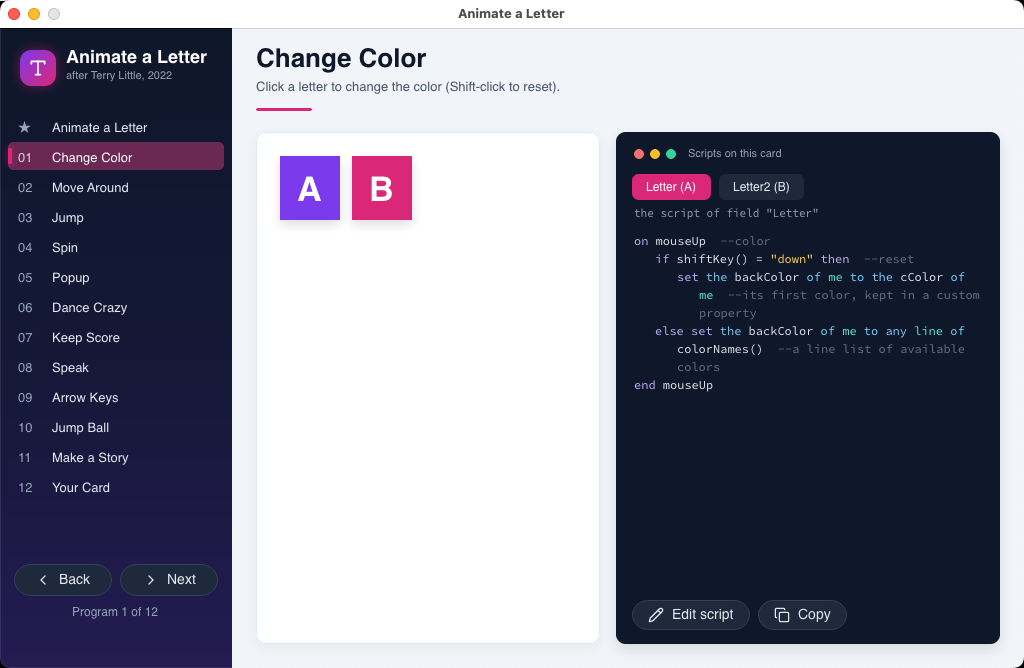 Animate a Letter
Animate a Letter
after Terry Little, 2022
★ Animate a Letter
01 Change Color
02 Move Around
03 Jump
04 Spin
05 Popup
06 Dance Crazy
07 Keep Score
08 Speak
09 Arrow Keys
10 Jump Ball
11 Make a Story
12 Your Card
Back Next
Program 1 of 12
Change Color
Click a letter to change the color (Shift-click to reset).
A B
Scripts on this card
Letter (A) Letter2 (B)
the script of field "Letter"
on mouseUp --color
if shiftKey() = "down" then --reset
set the backColor of me to the cColor of
me --its first color, kept in a custom
property
else set the backColor of me to any line of
colorNames() --a line list of available
colors
end mouseUp
Edit script Copy